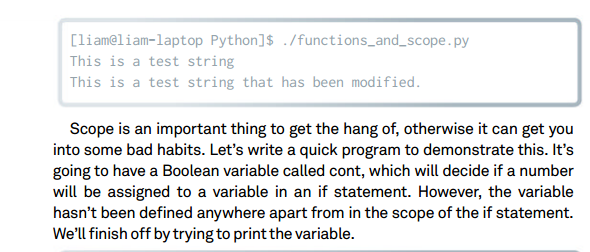 [liam@liam-laptop Python]$ ./functions_and_scope.py
This is a test string
This is a test string that has been modified.
Scope is an important thing to get the hang of, otherwise it can get you
into some bad habits. Let’s write a quick program to demonstrate this. It’s
going to have a Boolean variable called cont, which will decide if a number
will be assigned to a variable in an if statement. However, the variable
hasn’t been defined anywhere apart from in the scope of the if statement.
We’ll finish off by trying to print the variable.